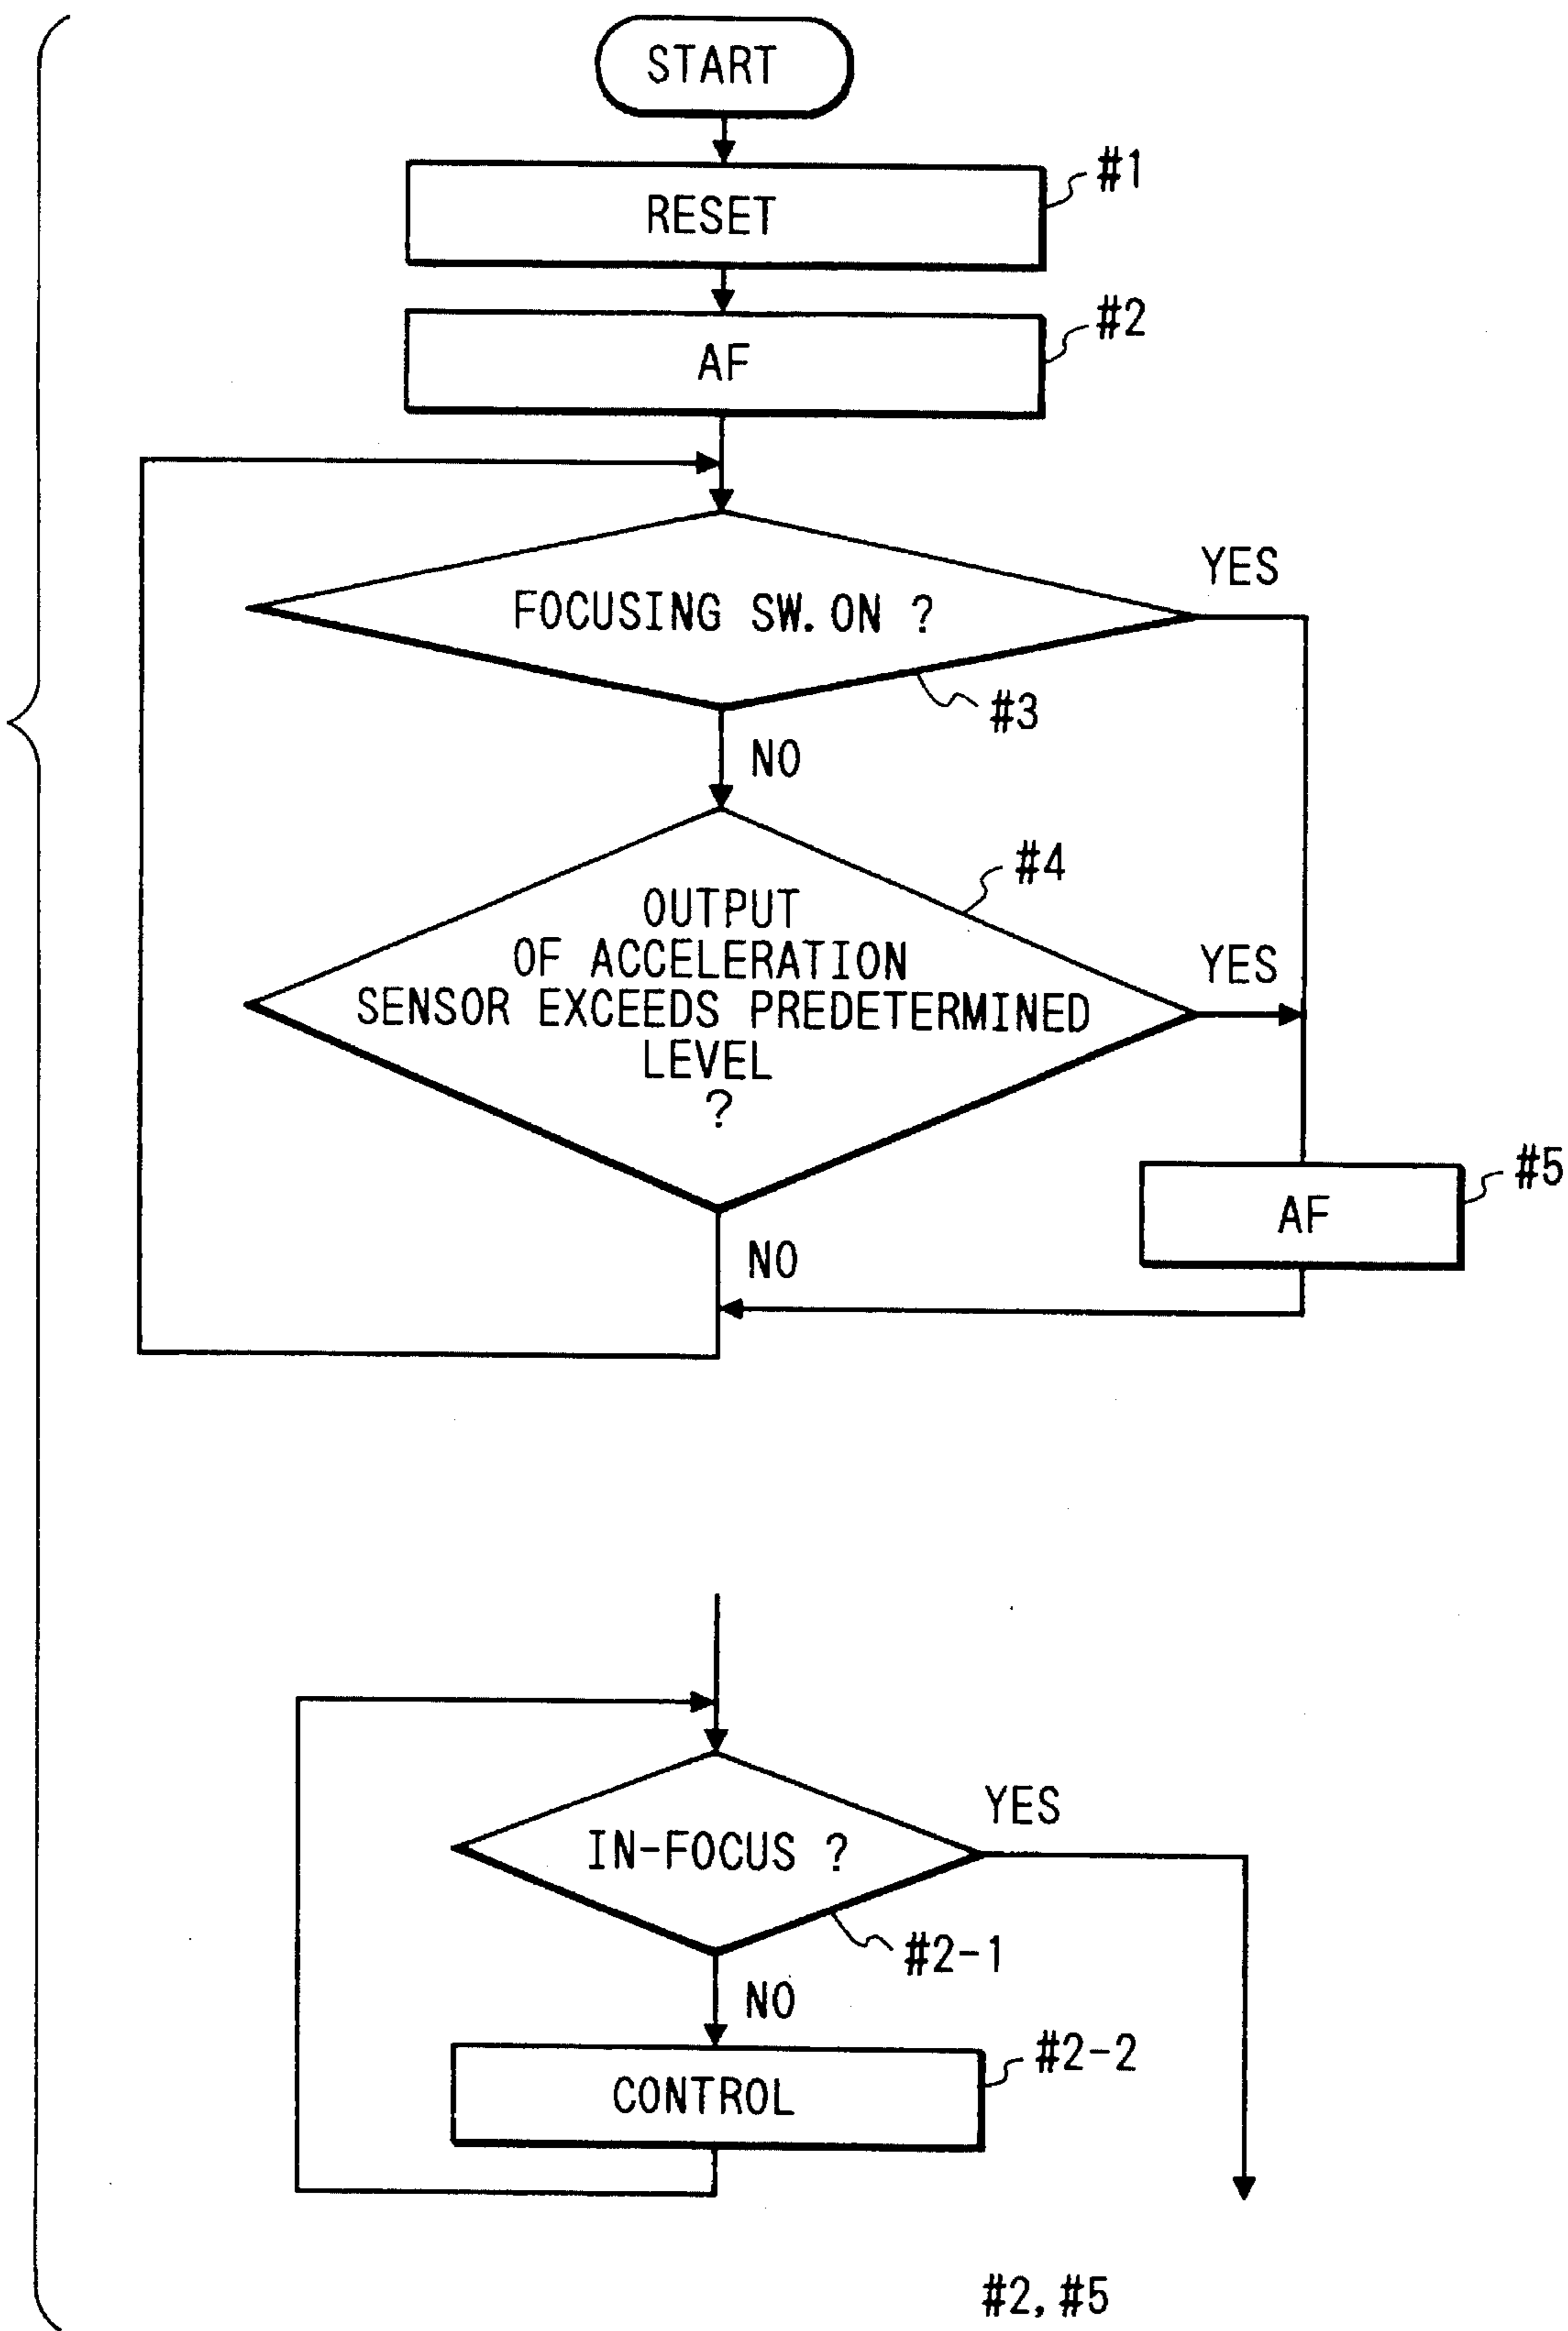 START
#1
RESET
#2
AF
YES
FOCUSING SW. ON ?
#3
NO
#4
OUTPUT
OF ACCELERATION
SENSOR EXCEEDS PREDETERMINED
LEVEL
?
YES
#5
AF
NO
YES
IN-FOCUS ?
#2-1
NO
#2-2
CONTROL
#2, #5